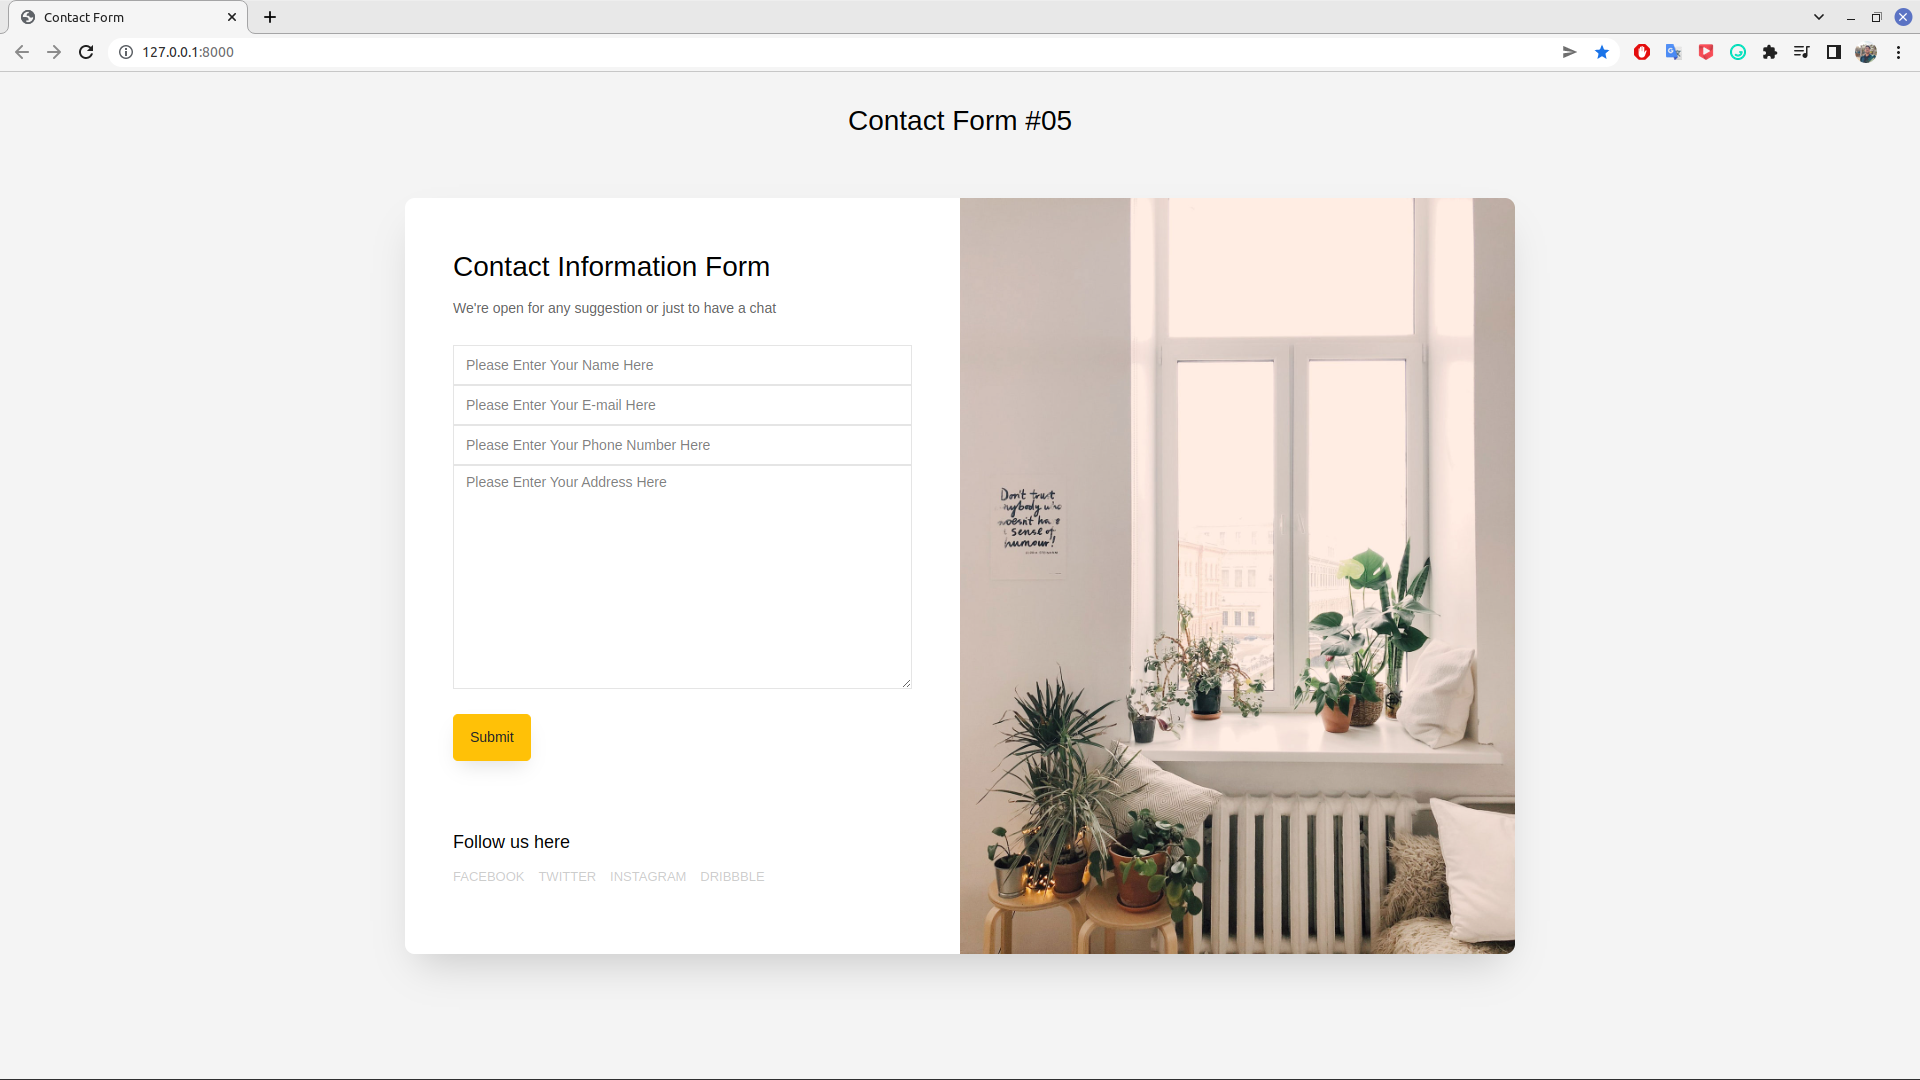 Contact Form
127.0.0.1:8000
Contact Form #05
Contact Information Form
We're open for any suggestion or just to have a chat
Please Enter Your Name Here
Please Enter Your E-mail Here
Please Enter Your Phone Number Here
Please Enter Your Address Here
Submit
Follow us here
FACEBOOK TWITTER INSTAGRAM DRIBBBLE
Don't trust
who
sense of
humour!